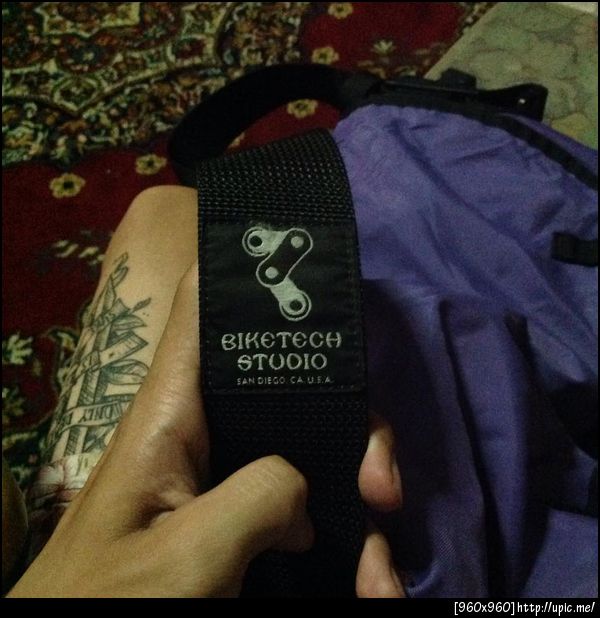 BIKETECH
STUDIO
SAN DIEGO. CA. U.S.A.
[960x960] http://upic.me/